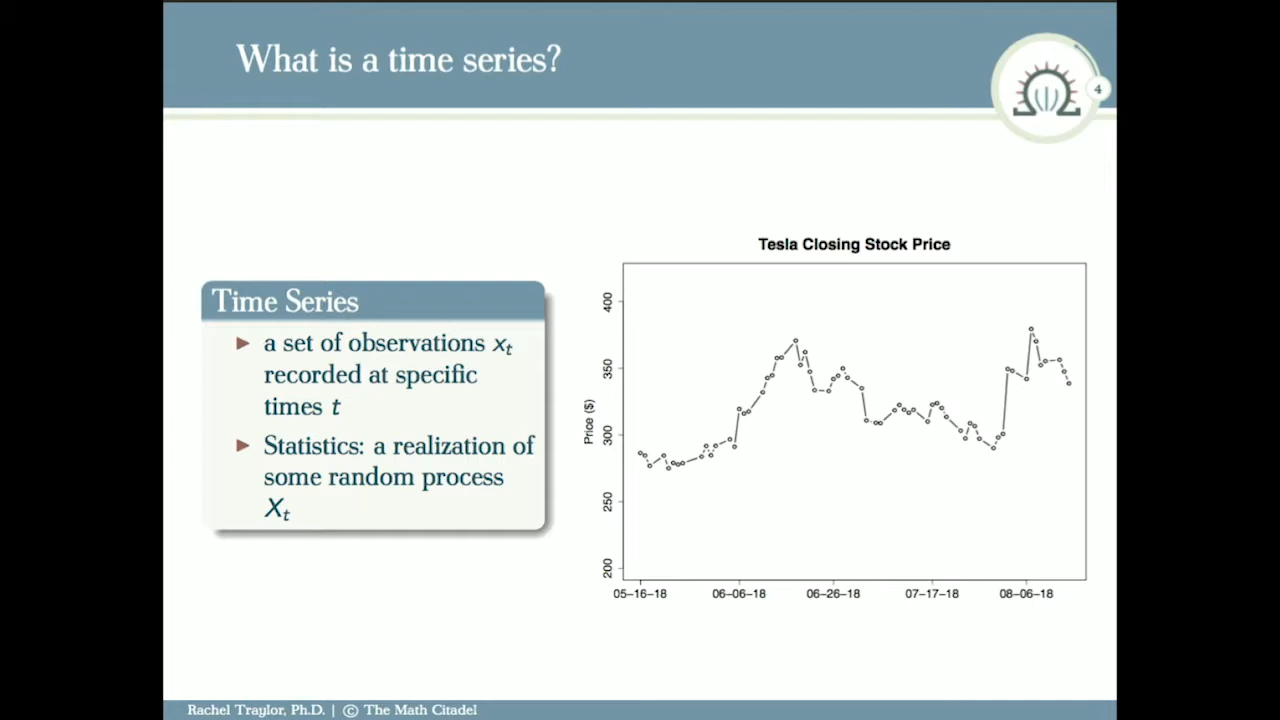 What is a time series?
4
Time Series
a set of observations xₜ
recorded at specific
times t
Statistics: a realization of
some random process
Xₜ
Tesla Closing Stock Price
Price ($)
400
350
300
250
200
05–16–18 06–06–18 06–26–18 07–17–18 08–06–18
Rachel Traylor, Ph.D. | © The Math Citadel